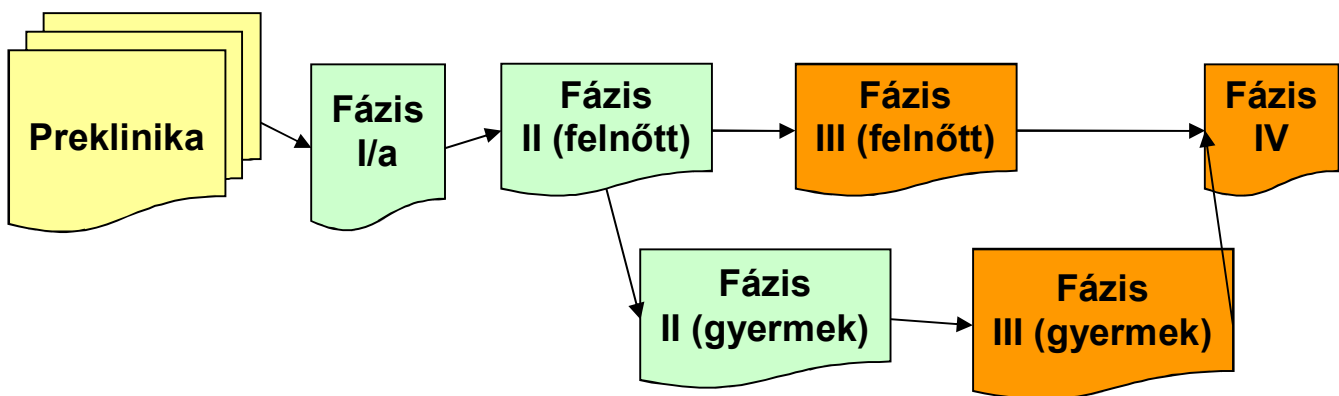 Preklinika
Fázis
I/a
Fázis
II (felnőtt)
Fázis
III (felnőtt)
Fázis
IV
Fázis
II (gyermek)
Fázis
III (gyermek)